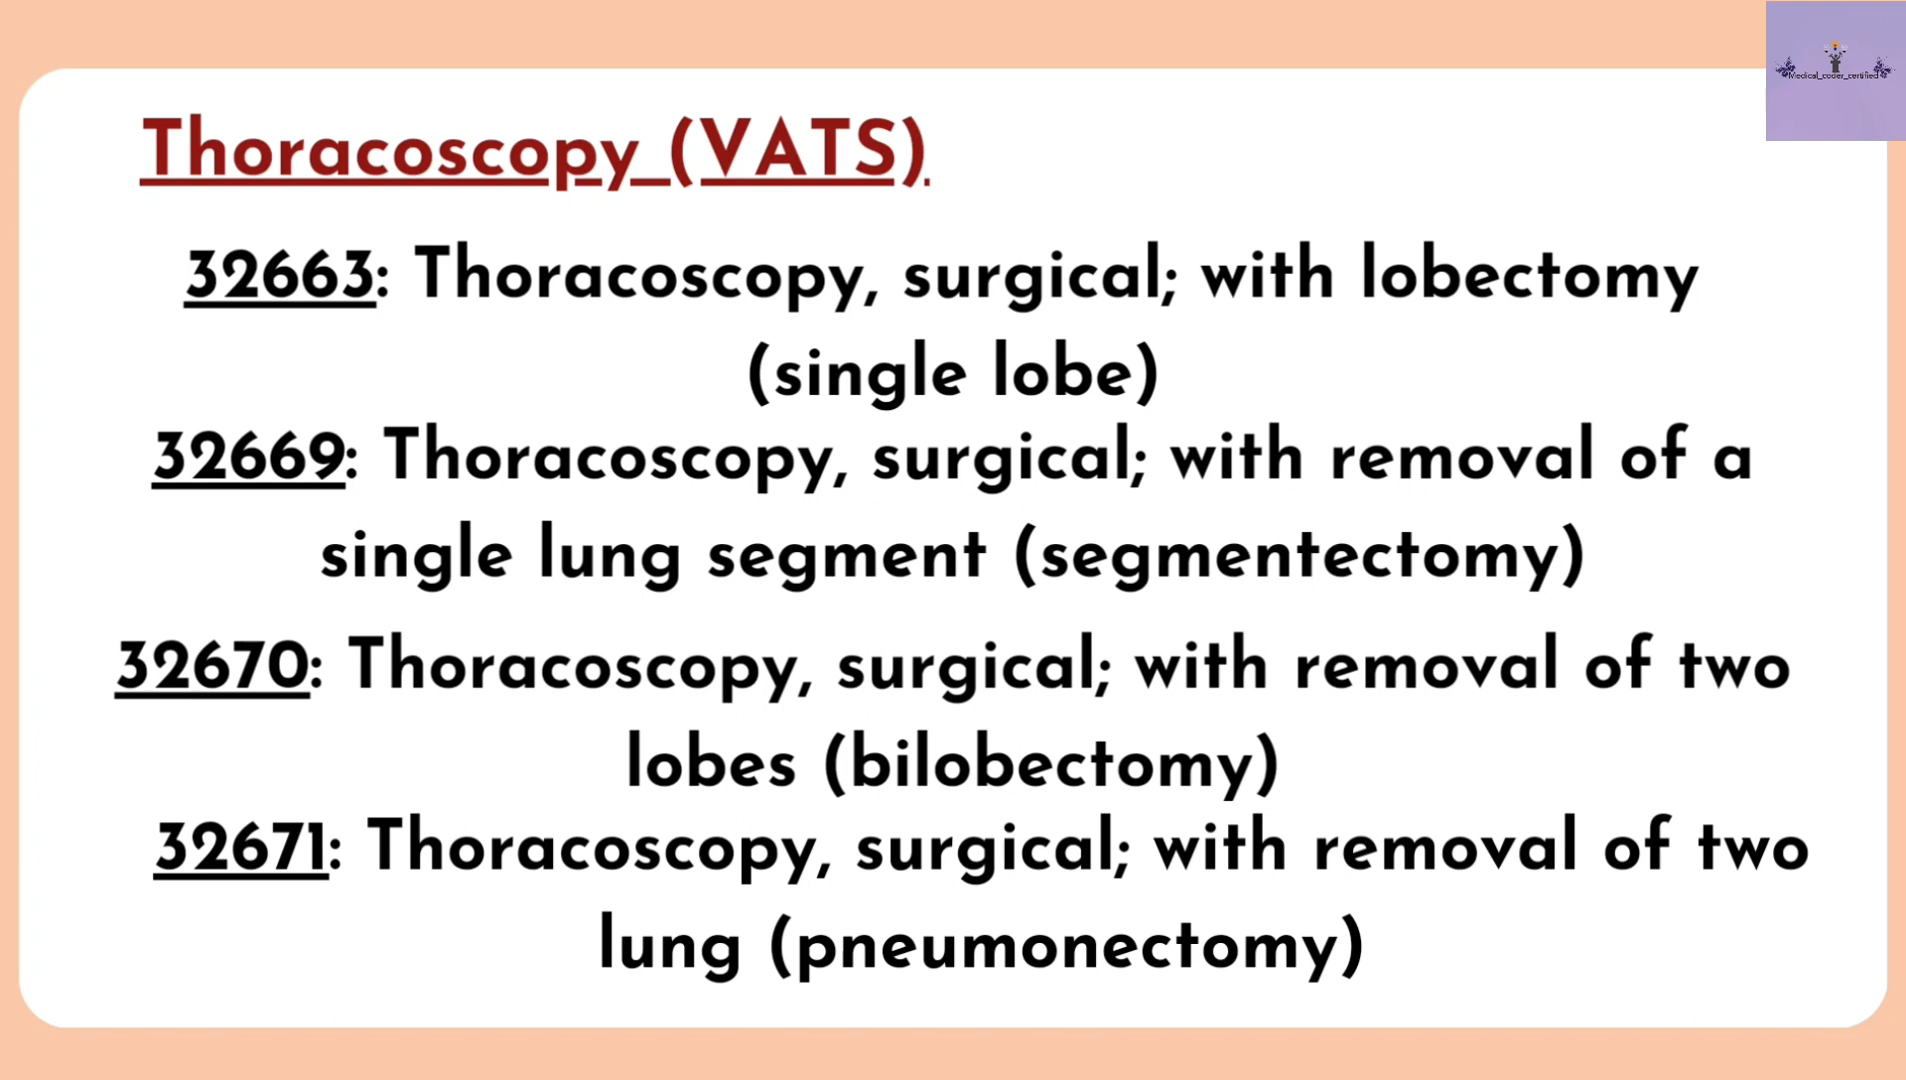 Medical_coder_certified
Thoracoscopy (VATS).
32663: Thoracoscopy, surgical; with lobectomy
(single lobe)
32669: Thoracoscopy, surgical; with removal of a
single lung segment (segmentectomy)
32670: Thoracoscopy, surgical; with removal of two
lobes (bilobectomy)
32671: Thoracoscopy, surgical; with removal of two
lung (pneumonectomy)